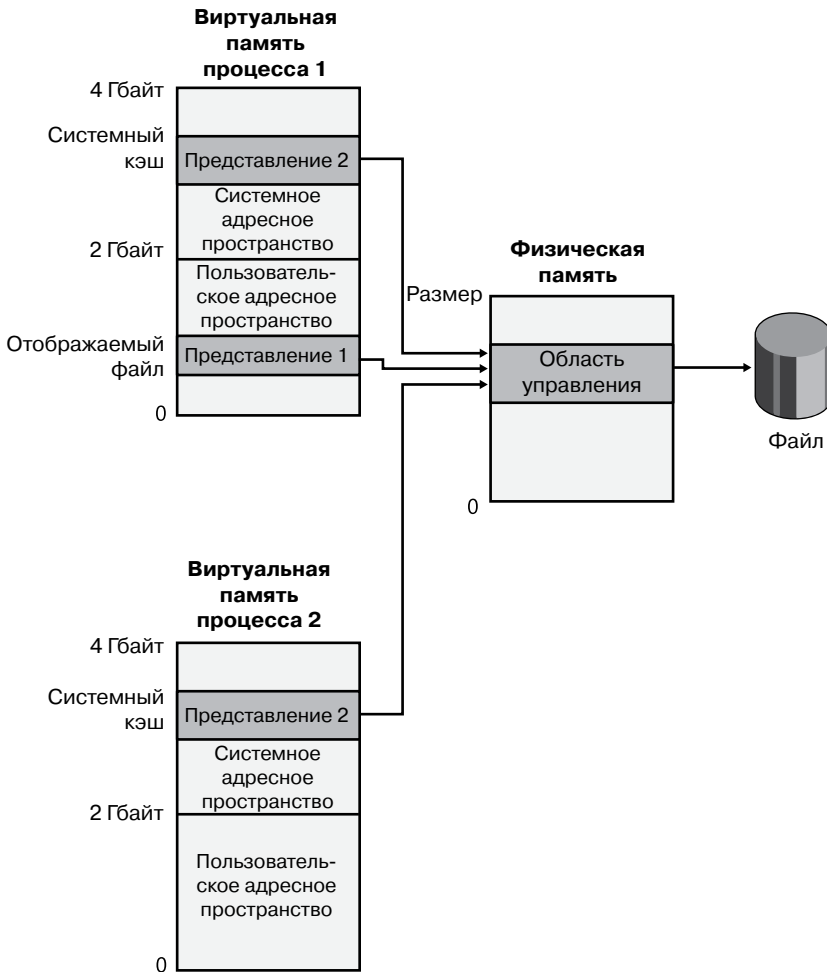 Виртуальная
память
процесса 1
4 Гбайт
Системный
кэш
Представление 2
Системное
адресное
пространство
2 Гбайт
Пользователь-
ское адресное
пространство
Отображаемый
файл
Представление 1
0
Физическая
память
Размер
Область
управления
0
Файл
Виртуальная
память
процесса 2
4 Гбайт
Системный
кэш
Представление 2
Системное
адресное
пространство
2 Гбайт
Пользователь-
ское адресное
пространство
0